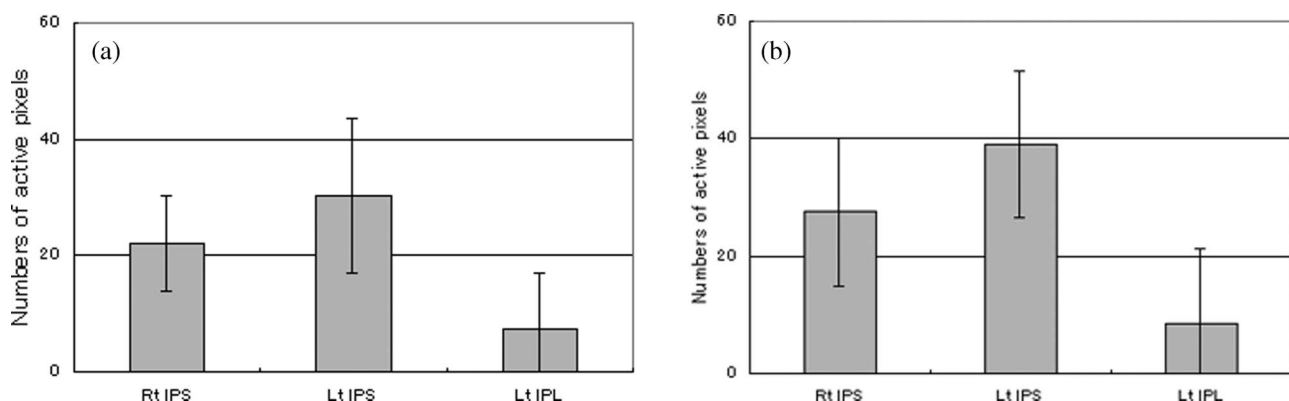 (a)
Numbers of active pixels
60
40
20
0
Rt IPS
Lt IPS
Lt IPL
(b)
Numbers of active pixels
60
40
20
0
Rt IPS
Lt IPS
Lt IPL